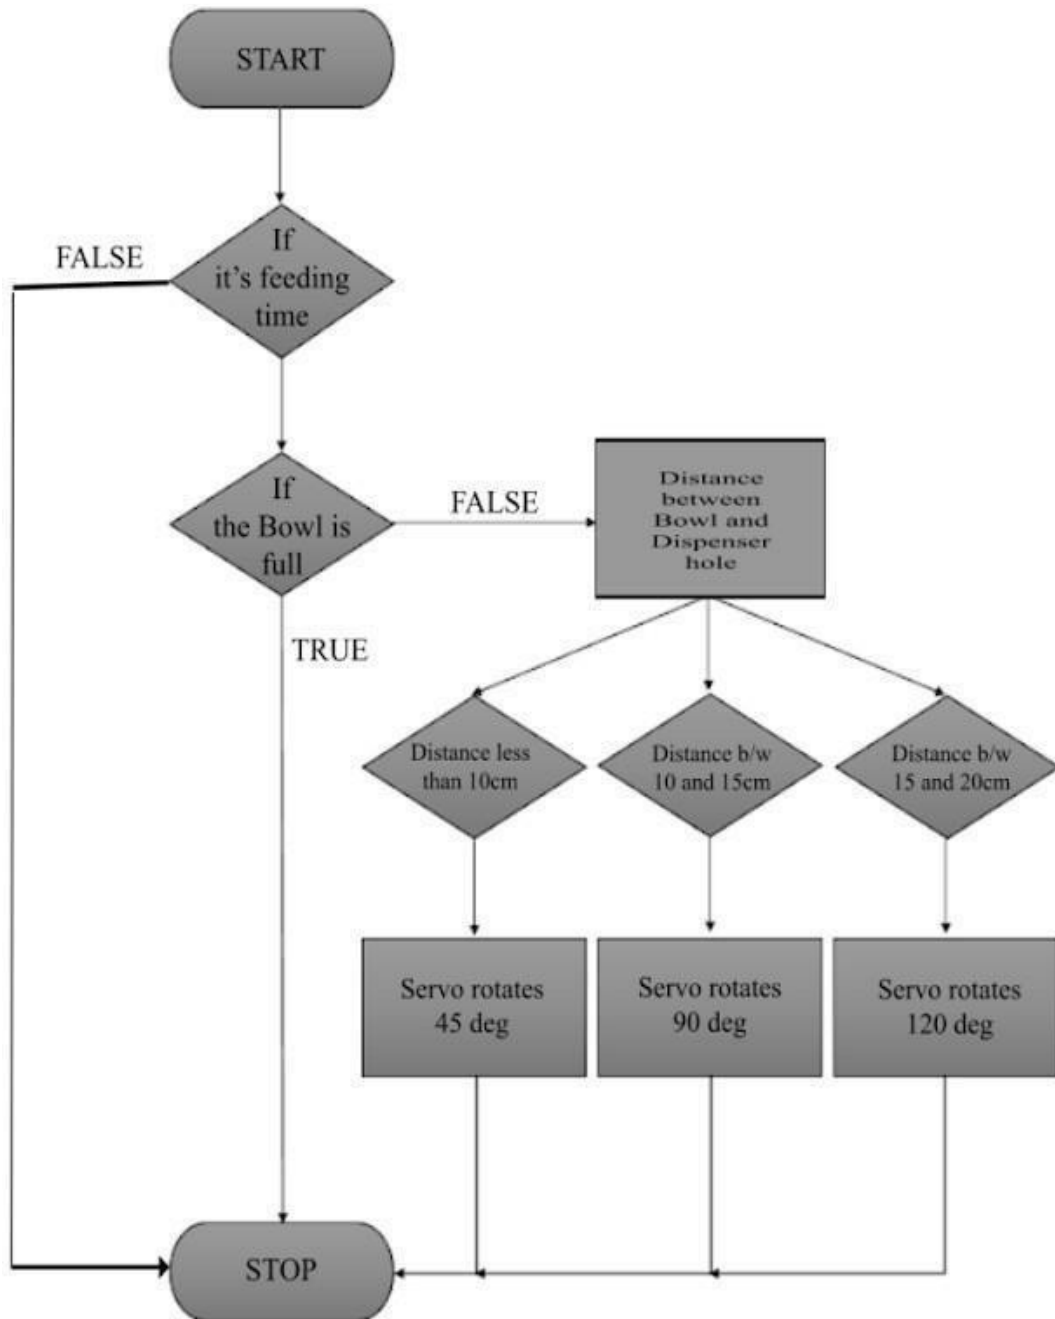 START
FALSE
If
it’s feeding
time
If
the Bowl is
full
FALSE
Distance
between
Bowl and
Dispenser
hole
TRUE
Distance less
than 10cm
Distance b/w
10 and 15cm
Distance b/w
15 and 20cm
Servo rotates
45 deg
Servo rotates
90 deg
Servo rotates
120 deg
STOP